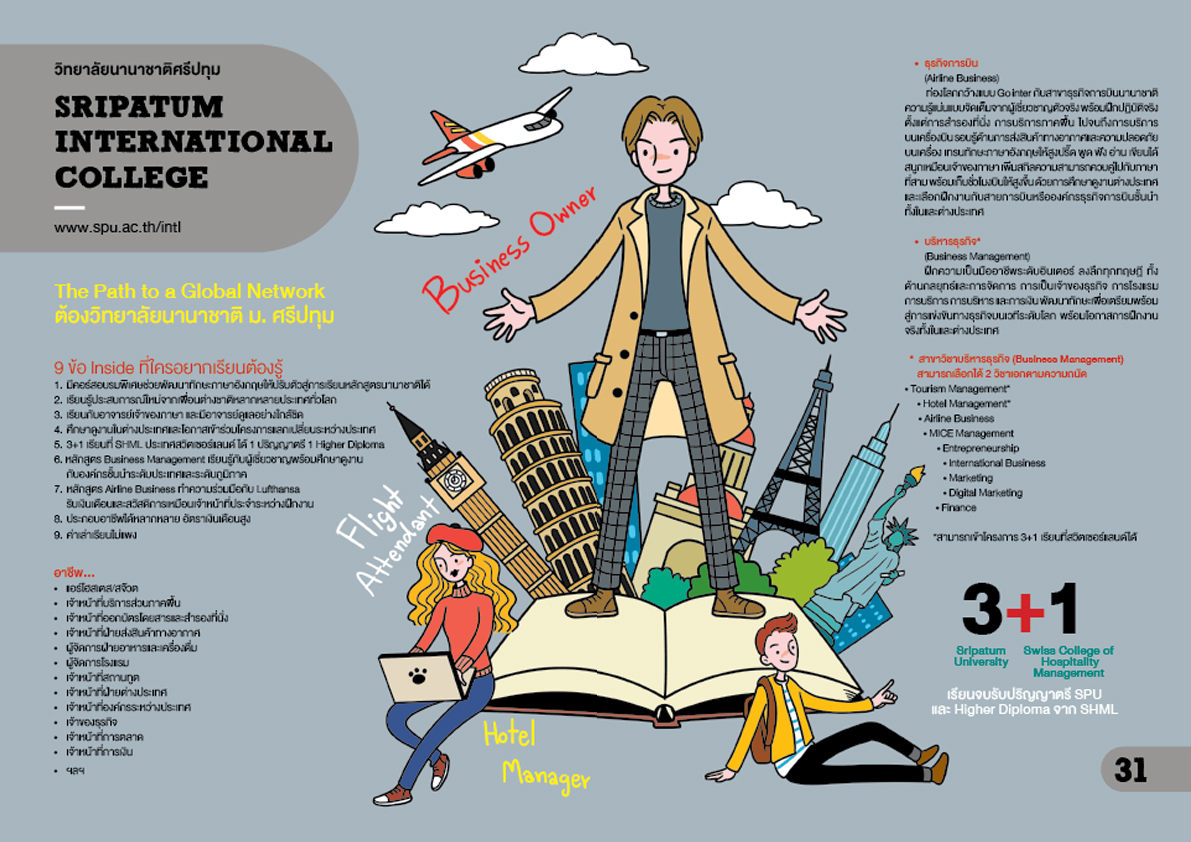 วิทยาลัยนานาชาติศรีปทุม
SRIPATUM
INTERNATIONAL
COLLEGE
www.spu.ac.th/intl
The Path to a Global Network
ต้องวิทยาลัยนานาชาติ ม. ศรีปทุม
9 ข้อ Inside ที่ใครอยากเรียนต้องรู้
1. มีคอร์สอบรมพิเศษช่วยพัฒนาทักษะภาษาอังกฤษให้ปรับตัวสู่การเรียนหลักสูตรนานาชาติได้
2. เรียนรู้ประสบการณ์ใหม่จากเพื่อนต่างชาติหลากหลายประเทศทั่วโลก
3. เรียนกับอาจารย์เจ้าของภาษา และมีอาจารย์ดูแลอย่างใกล้ชิด
4. ศึกษาดูงานในต่างประเทศและโอกาสเข้าร่วมโครงการแลกเปลี่ยนระหว่างประเทศ
5. 3+1 เรียนที่ SHML ประเทศสวิตเซอร์แลนด์ ได้ 1 ปริญญาตรี 1 Higher Diploma
6. หลักสูตร Business Management เรียนรู้กับผู้เชี่ยวชาญพร้อมศึกษาดูงาน
กับองค์กรชั้นนำระดับประเทศและระดับภูมิภาค
7. หลักสูตร Airline Business ทำความร่วมมือกับ Lufthansa
รับเงินเดือนและสวัสดิการเหมือนเจ้าหน้าที่ประจำระหว่างฝึกงาน
8. ประกอบอาชีพได้หลากหลาย อัตราเงินเดือนสูง
9. ค่าเล่าเรียนไม่แพง
อาชีพ...
• แอร์โฮสเตส/สจ๊วต
• เจ้าหน้าที่บริการส่วนภาคพื้น
• เจ้าหน้าที่ออกบัตรโดยสารและสำรองที่นั่ง
• เจ้าหน้าที่ฝ่ายส่งสินค้าทางอากาศ
• ผู้จัดการฝ่ายอาหารและเครื่องดื่ม
• ผู้จัดการโรงแรม
• เจ้าหน้าที่สถานทูต
• เจ้าหน้าที่ฝ่ายต่างประเทศ
• เจ้าหน้าที่องค์กรระหว่างประเทศ
• เจ้าของธุรกิจ
• เจ้าหน้าที่การตลาด
• เจ้าหน้าที่การเงิน
• ฯลฯ
Business Owner
Flight
Attendant
Hotel
Manager
• ธุรกิจการบิน
(Airline Business)
ท่องโลกกว้างแบบ Go inter กับสาขาธุรกิจการบินนานาชาติ
ความรู้แน่นแบบจัดเต็มจากผู้เชี่ยวชาญตัวจริง พร้อมฝึกปฏิบัติจริง
ตั้งแต่การสำรองที่นั่ง การบริการภาคพื้น ไปจนถึงการบริการ
บนเครื่องบิน รอบรู้ด้านการส่งสินค้าทางอากาศและความปลอดภัย
บนเครื่อง เทรนทักษะภาษาอังกฤษให้สูงปรี๊ด พูด ฟัง อ่าน เขียนได้
สนุกเหมือนเจ้าของภาษา เพิ่มสกิลความสามารถควบคู่ไปกับภาษา
ที่สาม พร้อมเก็บชั่วโมงบินให้สูงขึ้น ด้วยการศึกษาดูงานต่างประเทศ
และเลือกฝึกงานกับสายการบินหรือองค์กรธุรกิจการบินชั้นนำ
ทั้งในและต่างประเทศ
• บริหารธุรกิจ*
(Business Management)
ฝึกความเป็นมืออาชีพระดับอินเตอร์ ลงลึกทุกทฤษฎี ทั้ง
ด้านกลยุทธ์และการจัดการ การเป็นเจ้าของธุรกิจ การโรงแรม
การบริการ การบริหาร และการเงิน พัฒนาทักษะเพื่อเตรียมพร้อม
สู่การแข่งขันทางธุรกิจบนเวทีระดับโลก พร้อมโอกาสการฝึกงาน
จริงทั้งในและต่างประเทศ
* สาขาวิชาบริหารธุรกิจ (Business Management)
สามารถเลือกได้ 2 วิชาเอกตามความถนัด
• Tourism Management*
• Hotel Management*
• Airline Business
• MICE Management
• Entrepreneurship
• International Business
• Marketing
• Digital Marketing
• Finance
*สามารถเข้าโครงการ 3+1 เรียนที่สวิตเซอร์แลนด์ได้
3+1
Sripatum
University
Swiss College of
Hospitality
Management
เรียนจบรับปริญญาตรี SPU
และ Higher Diploma จาก SHML
31